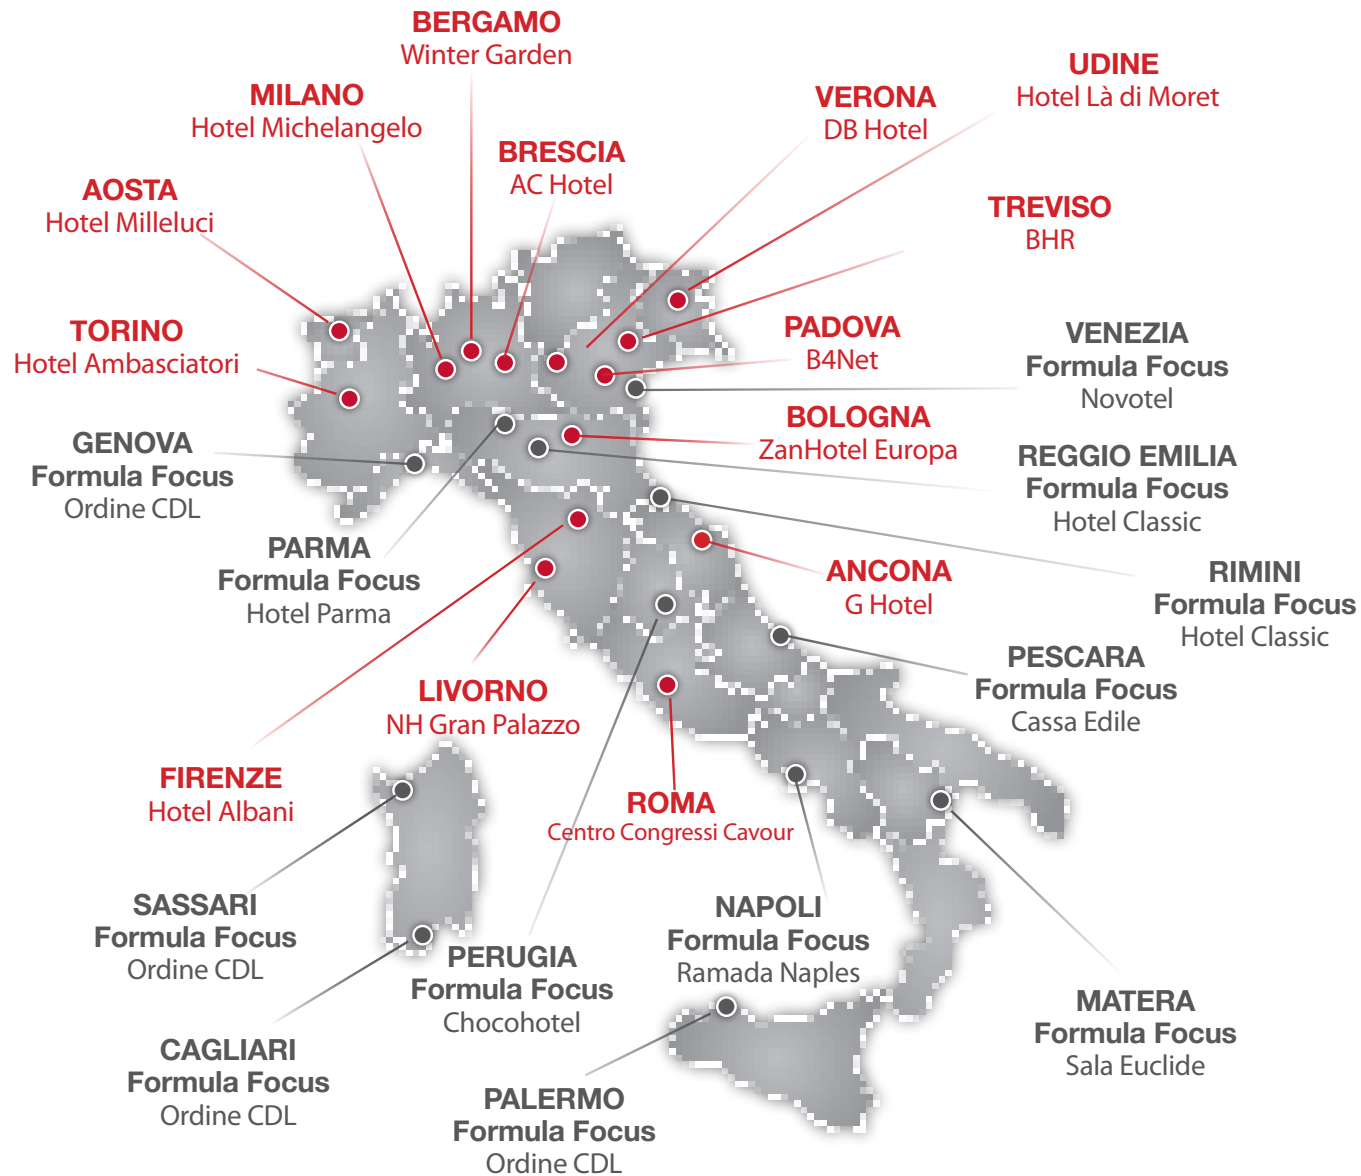 BERGAMO
Winter Garden
UDINE
Hotel Là di Moret
MILANO
Hotel Michelangelo
VERONA
DB Hotel
BRESCIA
AC Hotel
AOSTA
Hotel Milleluci
TREVISO
BHR
TORINO
Hotel Ambasciatori
PADOVA
B4Net
VENEZIA
Formula Focus
Novotel
BOLOGNA
ZanHotel Europa
GENOVA
Formula Focus
Ordine CDL
REGGIO EMILIA
Formula Focus
Hotel Classic
PARMA
Formula Focus
Hotel Parma
ANCONA
G Hotel
RIMINI
Formula Focus
Hotel Classic
PESCARA
Formula Focus
Cassa Edile
LIVORNO
NH Gran Palazzo
FIRENZE
Hotel Albani
ROMA
Centro Congressi Cavour
SASSARI
Formula Focus
Ordine CDL
NAPOLI
Formula Focus
Ramada Naples
PERUGIA
Formula Focus
Chocohotel
MATERA
Formula Focus
Sala Euclide
CAGLIARI
Formula Focus
Ordine CDL
PALERMO
Formula Focus
Ordine CDL